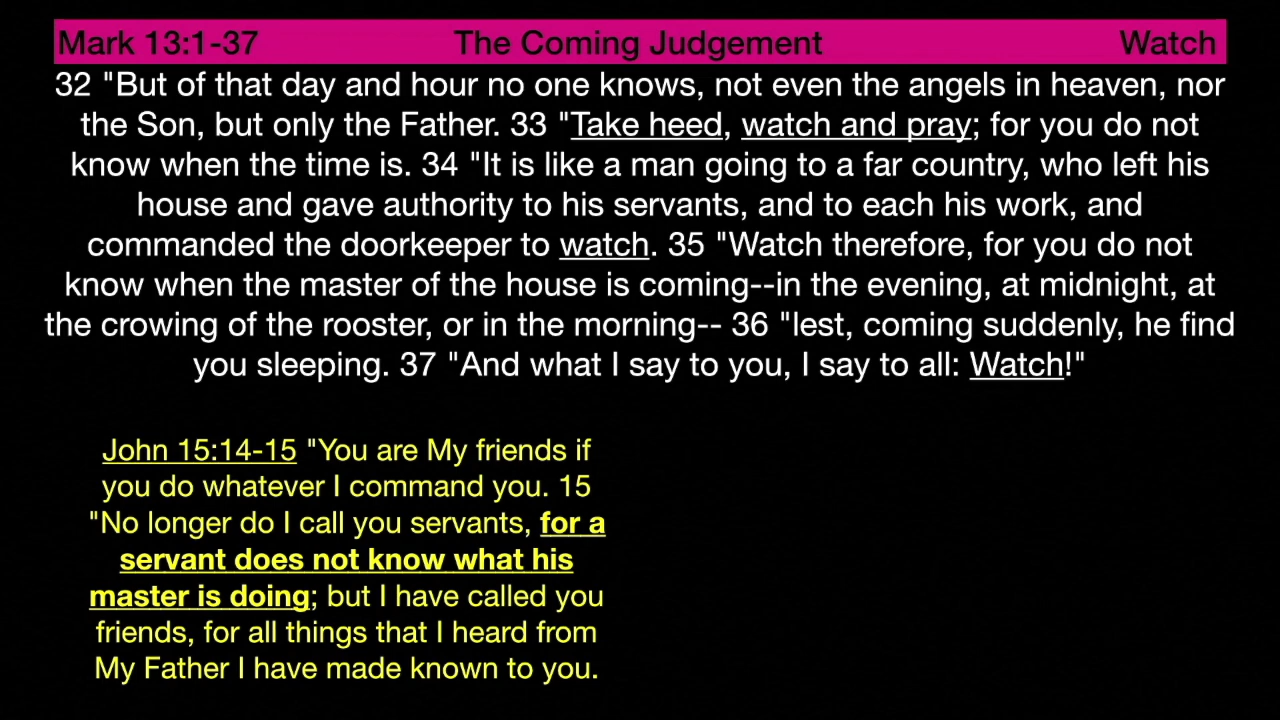 Mark 13:1-37 The Coming Judgement Watch
32 "But of that day and hour no one knows, not even the angels in heaven, nor
the Son, but only the Father. 33 "Take heed, watch and pray; for you do not
know when the time is. 34 "It is like a man going to a far country, who left his
house and gave authority to his servants, and to each his work, and
commanded the doorkeeper to watch. 35 "Watch therefore, for you do not
know when the master of the house is coming--in the evening, at midnight, at
the crowing of the rooster, or in the morning-- 36 "lest, coming suddenly, he find
you sleeping. 37 "And what I say to you, I say to all: Watch!"
John 15:14-15 "You are My friends if
you do whatever I command you. 15
"No longer do I call you servants, for a
servant does not know what his
master is doing; but I have called you
friends, for all things that I heard from
My Father I have made known to you.